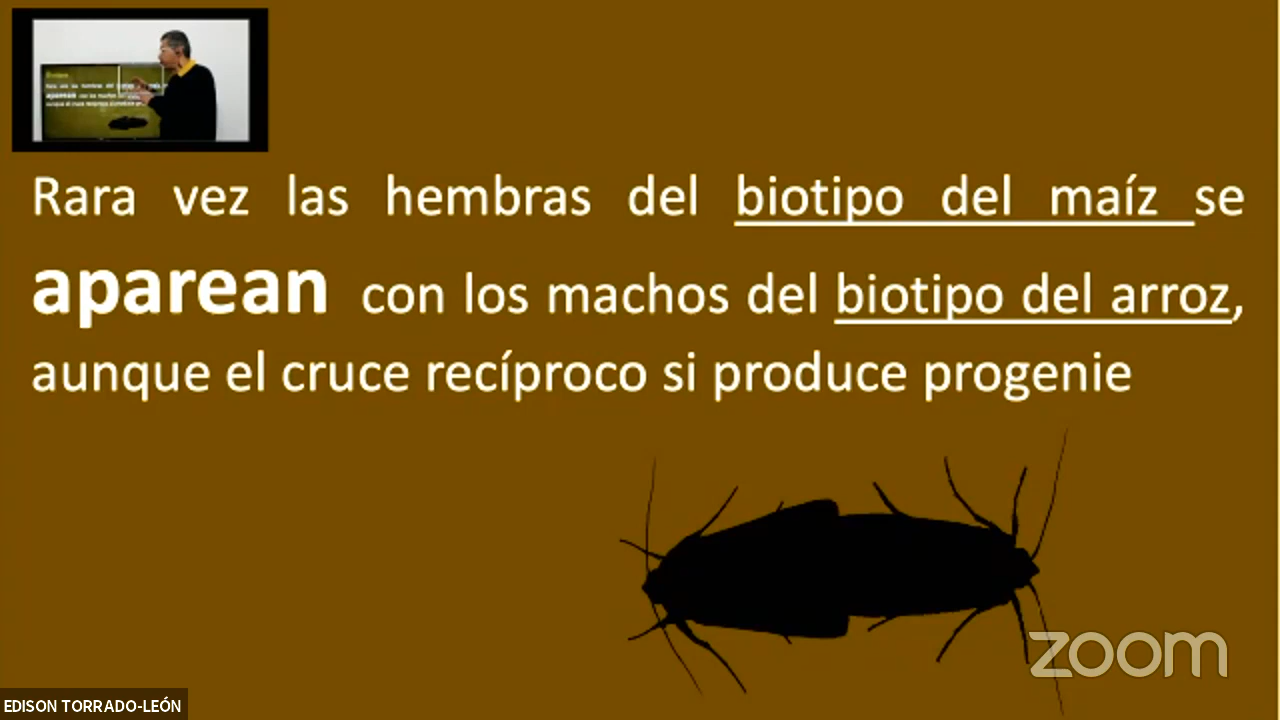 Rara vez las hembras del biotipo del maíz se
aparean con los machos del biotipo del arroz,
aunque el cruce recíproco si produce progenie
zoom
EDISON TORRADO-LEÓN